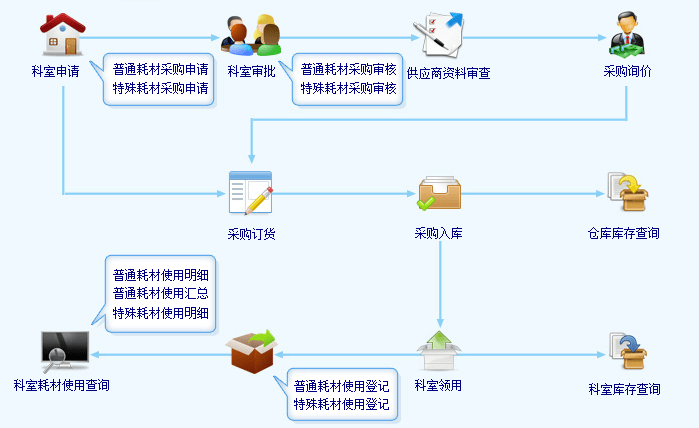 科室申请
普通耗材采购申请
特殊耗材采购申请
科室审批
普通耗材采购审核
特殊耗材采购审核
供应商资料审查
采购询价
采购订货
采购入库
仓库库存查询
普通耗材使用明细
普通耗材使用汇总
特殊耗材使用明细
科室耗材使用查询
普通耗材使用登记
特殊耗材使用登记
科室领用
科室库存查询